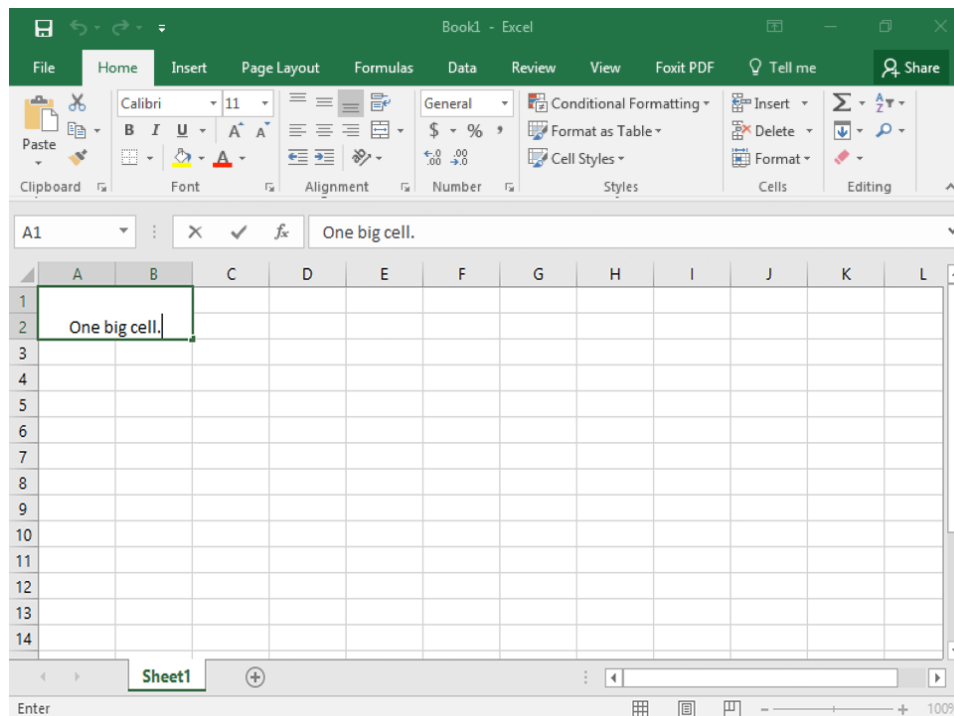 Book1 - Excel
File Home Insert Page Layout Formulas Data Review View Foxit PDF Tell me Share
Calibri 11 General Conditional Formatting Insert
Paste B I U A A $ % , Format as Table Delete
A .00 .0 Cell Styles Format
Clipboard Font Alignment Number Styles Cells Editing
A1 fx One big cell.
A B C D E F G H I J K L
1
2 One big cell.
3
4
5
6
7
8
9
10
11
12
13
14
Sheet1
Enter 100%